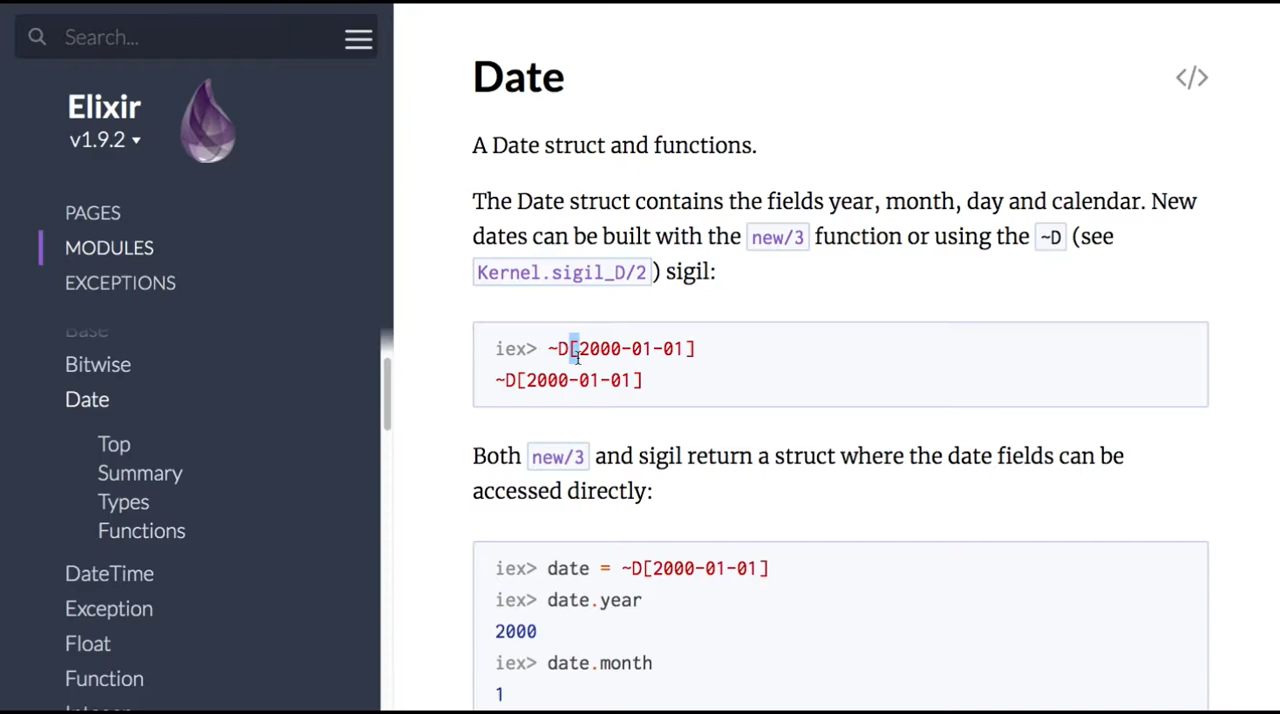 Search...
Elixir
v1.9.2
PAGES
MODULES
EXCEPTIONS
Base
Bitwise
Date
Top
Summary
Types
Functions
DateTime
Exception
Float
Function
Date
</>
A Date struct and functions.
The Date struct contains the fields year, month, day and calendar. New
dates can be built with the new/3 function or using the ~D (see
Kernel.sigil_D/2) sigil:
iex> ~D[2000-01-01]
~D[2000-01-01]
Both new/3 and sigil return a struct where the date fields can be
accessed directly:
iex> date = ~D[2000-01-01]
iex> date.year
2000
iex> date.month
1